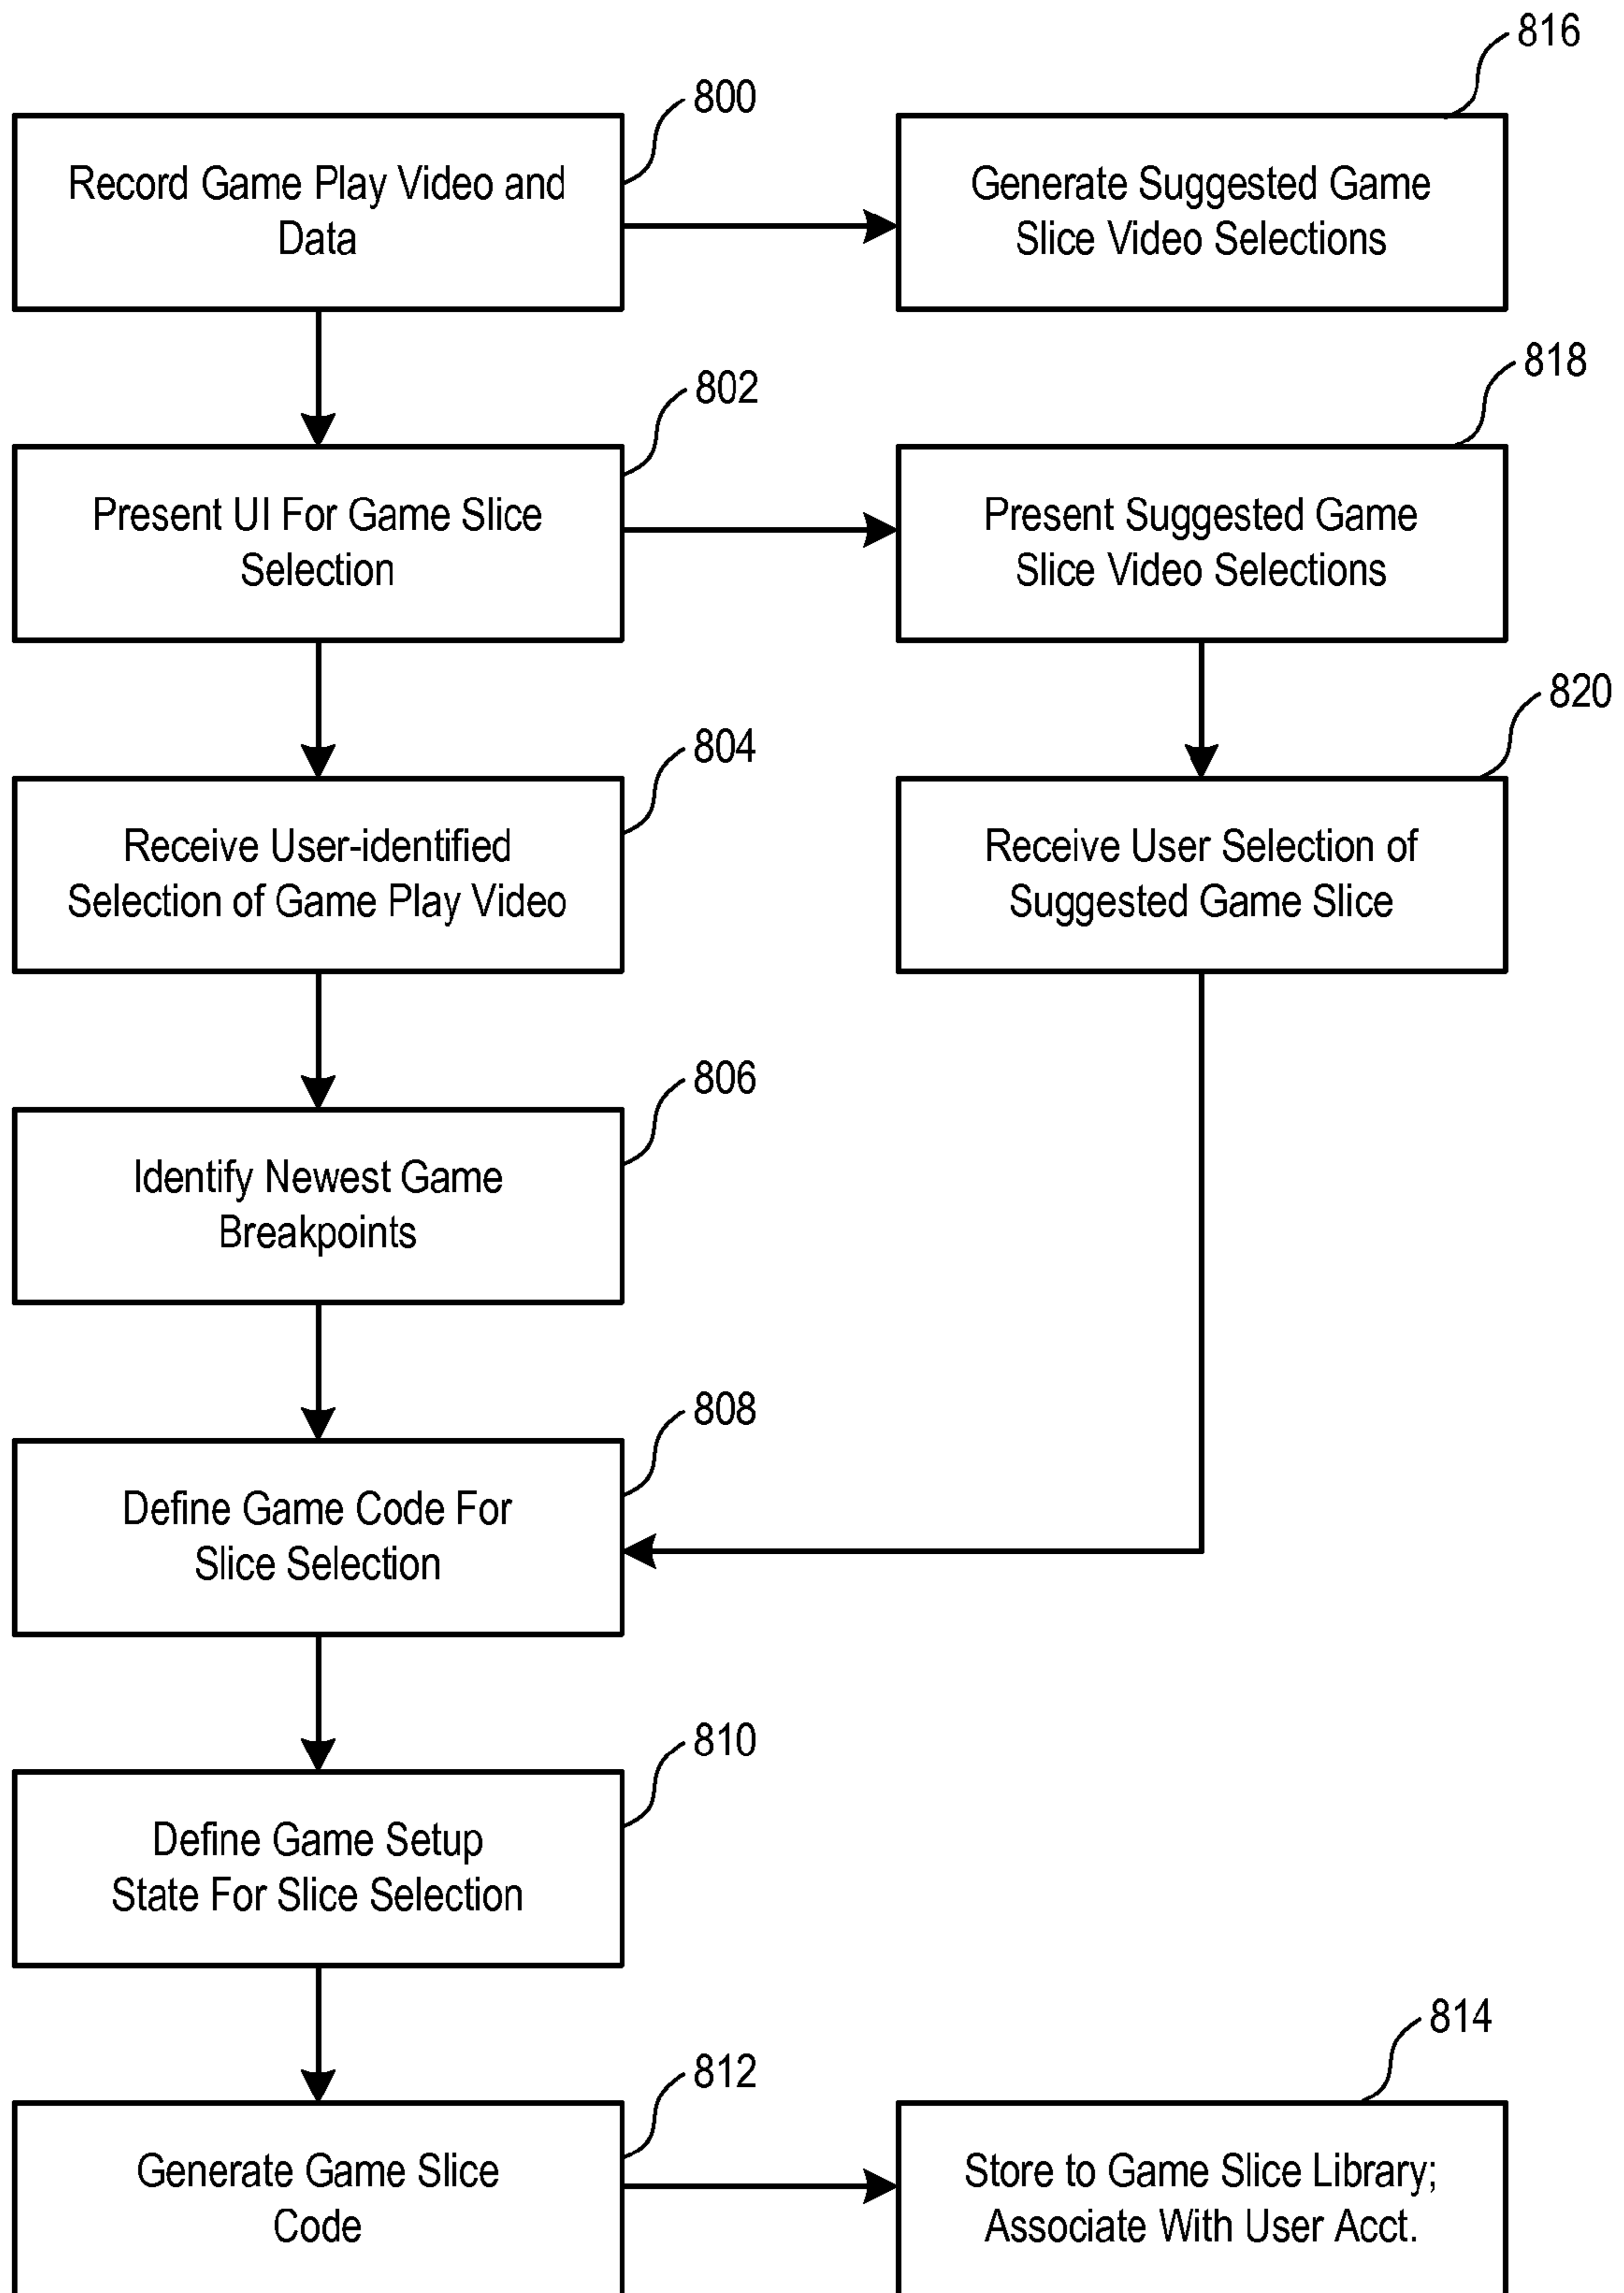 816
800
Record Game Play Video and
Data
Generate Suggested Game
Slice Video Selections
818
802
Present UI For Game Slice
Selection
Present Suggested Game
Slice Video Selections
820
804
Receive User-identified
Selection of Game Play Video
Receive User Selection of
Suggested Game Slice
806
Identify Newest Game
Breakpoints
808
Define Game Code For
Slice Selection
810
Define Game Setup
State For Slice Selection
814
812
Generate Game Slice
Code
Store to Game Slice Library;
Associate With User Acct.